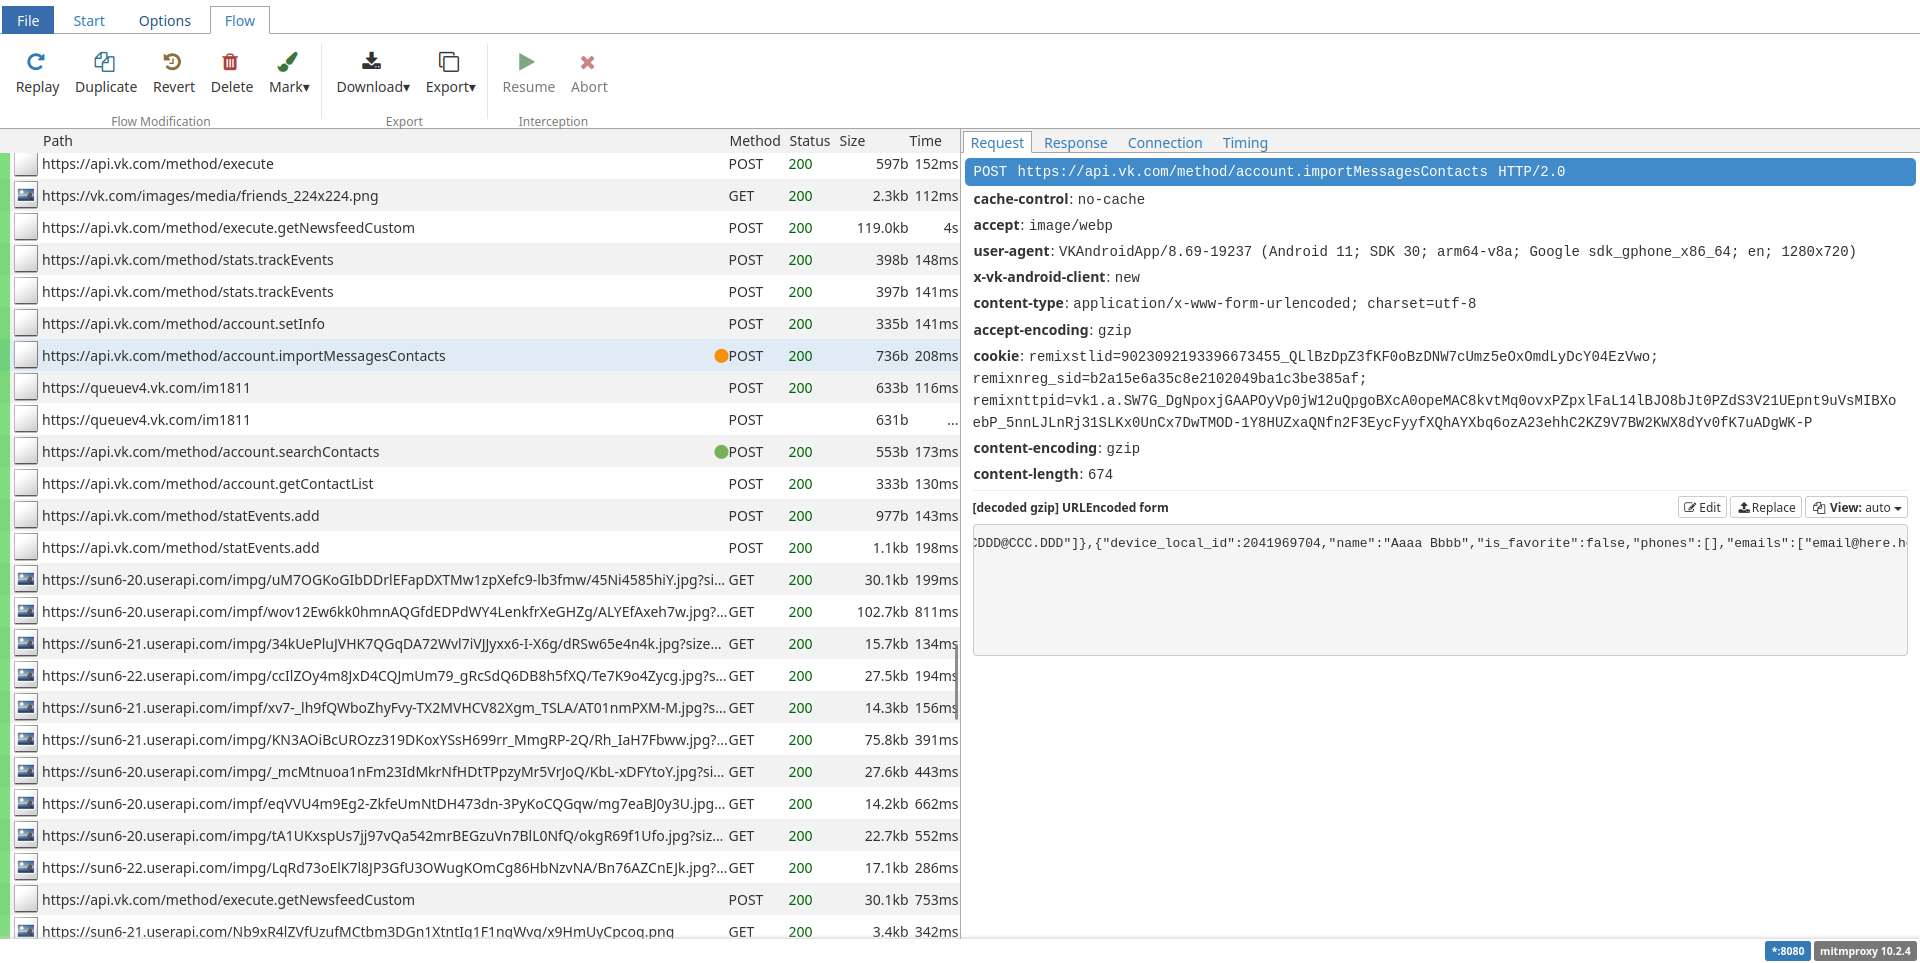 File Start Options Flow
Replay Duplicate Revert Delete Mark▾ Download▾ Export▾ Resume Abort
Flow Modification Export Interception
Path Method Status Size Time
https://api.vk.com/method/execute POST 200 597b 152ms
https://vk.com/images/media/friends_224x224.png GET 200 2.3kb 112ms
https://api.vk.com/method/execute.getNewsfeedCustom POST 200 119.0kb 4s
https://api.vk.com/method/stats.trackEvents POST 200 398b 148ms
https://api.vk.com/method/stats.trackEvents POST 200 397b 141ms
https://api.vk.com/method/account.setInfo POST 200 335b 141ms
https://api.vk.com/method/account.importMessagesContacts POST 200 736b 208ms
https://queuev4.vk.com/im1811 POST 200 633b 116ms
https://queuev4.vk.com/im1811 POST 631b ...
https://api.vk.com/method/account.searchContacts POST 200 553b 173ms
https://api.vk.com/method/account.getContactList POST 200 333b 130ms
https://api.vk.com/method/statEvents.add POST 200 977b 143ms
https://api.vk.com/method/statEvents.add POST 200 1.1kb 198ms
https://sun6-20.userapi.com/impg/uM7OGKoGIbDDrlEFapDXTMw1zpXefc9-lb3fmw/45Ni4585hiY.jpg?si... GET 200 30.1kb 199ms
https://sun6-20.userapi.com/impf/wov12Ew6kk0hmnAQGfdEDPdWY4LenkfrXeGHZg/ALYEfAxeh7w.jpg?... GET 200 102.7kb 811ms
https://sun6-21.userapi.com/impg/34kUePluJVHK7QGqDA72Wvl7iVJJyxx6-I-X6g/dRSw65e4n4k.jpg?size... GET 200 15.7kb 134ms
https://sun6-22.userapi.com/impg/ccIlZOy4m8JxD4CQJmUm79_gRcSdQ6DB8h5fXQ/Te7K9o4Zycg.jpg?s... GET 200 27.5kb 194ms
https://sun6-21.userapi.com/impf/xv7-_lh9fQWboZhyFvy-TX2MVHCV82Xgm_TSLA/AT01nmPXM-M.jpg?s... GET 200 14.3kb 156ms
https://sun6-21.userapi.com/impg/KN3AOiBcUROzz319DKoxYSsH699rr_MmgRP-2Q/Rh_IaH7Fbww.jpg?... GET 200 75.8kb 391ms
https://sun6-20.userapi.com/impg/_mcMtnuoa1nFm23IdMkrNfHDtTPpzyMr5VrJoQ/KbL-xDFYtoY.jpg?si... GET 200 27.6kb 443ms
https://sun6-20.userapi.com/impf/eqVVU4m9Eg2-ZkfeUmNtDH473dn-3PyKoCQGqw/mg7eaBJ0y3U.jpg... GET 200 14.2kb 662ms
https://sun6-20.userapi.com/impg/tA1UKxspUs7jj97vQa542mrBEGzuVn7BlL0NfQ/okgR69f1Ufo.jpg?siz... GET 200 22.7kb 552ms
https://sun6-22.userapi.com/impg/LqRd73oElK7l8JP3GfU3OWugKOmCg86HbNzvNA/Bn76AZCnEJk.jpg?... GET 200 17.1kb 286ms
https://api.vk.com/method/execute.getNewsfeedCustom POST 200 30.1kb 753ms
https://sun6-21.userapi.com/Nb9xR4lZVfUzufMCtbm3DGn1XtntIq1F1nqWvg/x9HmUyCpcog.png GET 200 3.4kb 342ms
Request Response Connection Timing
POST https://api.vk.com/method/account.importMessagesContacts HTTP/2.0
cache-control: no-cache
accept: image/webp
user-agent: VKAndroidApp/8.69-19237 (Android 11; SDK 30; arm64-v8a; Google sdk_gphone_x86_64; en; 1280x720)
x-vk-android-client: new
content-type: application/x-www-form-urlencoded; charset=utf-8
accept-encoding: gzip
cookie: remixstlid=9023092193396673455_QLlBzDpZ3fKF0oBzDNW7cUmz5eOxOmdLyDcY04EzVwo;
remixnreg_sid=b2a15e6a35c8e2102049ba1c3be385af;
remixnttpid=vk1.a.SW7G_DgNpoxjGAAPOyVp0jW12uQpgoBXcA0opeMAC8kvtMq0ovxPZpxlFaL14lBJO8bJt0PZdS3V21UEpnt9uVsMIBXo
ebP_5nnLJLnRj31SLKx0UnCx7DwTMOD-1Y8HUZxaQNfn2F3EycFyyfXQhAYXbq6ozA23ehhC2KZ9V7BW2KWX8dYv0fK7uADgWK-P
content-encoding: gzip
content-length: 674
[decoded gzip] URLEncoded form Edit Replace View: auto
CDDD@CCC.DDD"]},{"device_local_id":2041969704,"name":"Aaaa Bbbb","is_favorite":false,"phones":[],"emails":["email@here.h
*:8080 mitmproxy 10.2.4